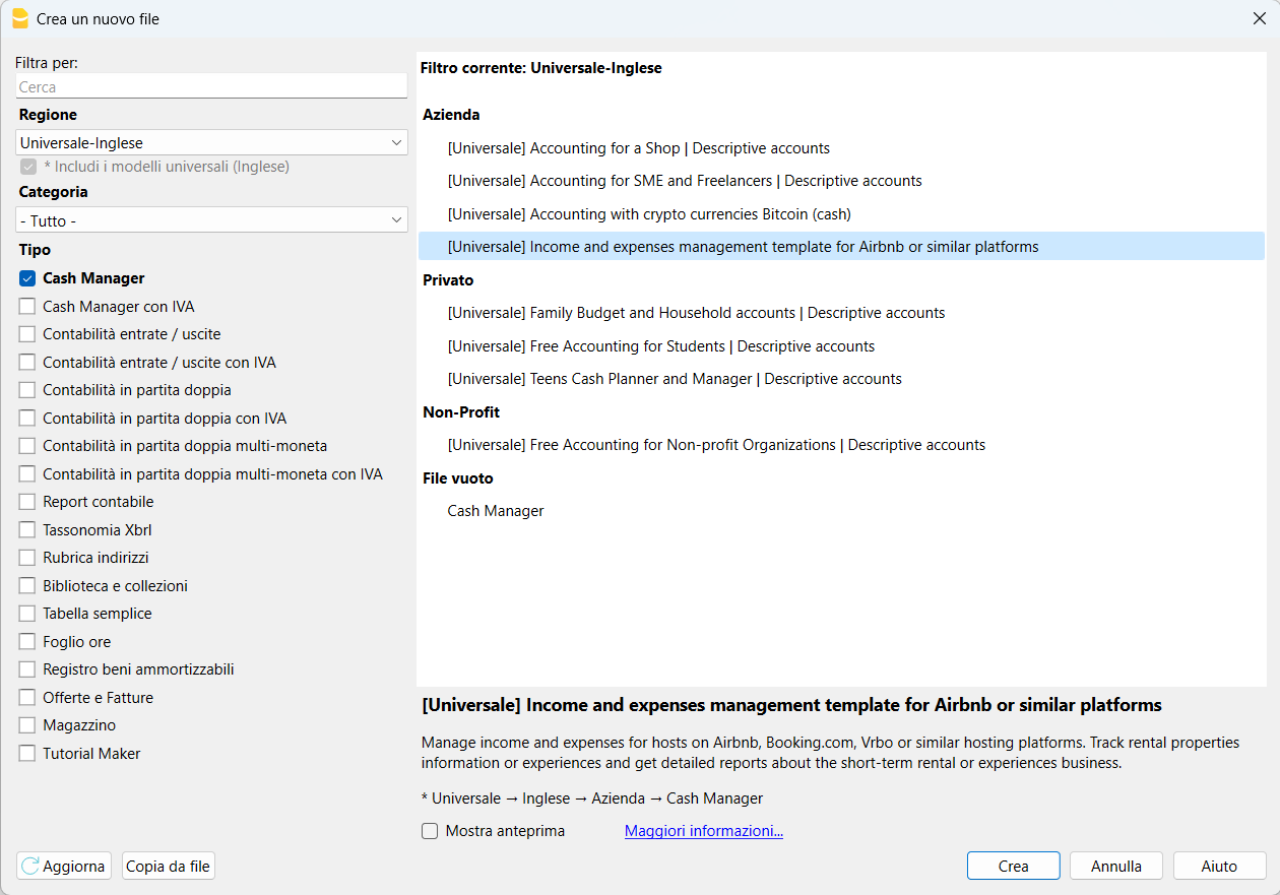 Crea un nuovo file
Filtra per:
Cerca
Regione
Universale-Inglese
* Includi i modelli universali (Inglese)
Categoria
- Tutto -
Tipo
Cash Manager
Cash Manager con IVA
Contabilità entrate / uscite
Contabilità entrate / uscite con IVA
Contabilità in partita doppia
Contabilità in partita doppia con IVA
Contabilità in partita doppia multi-moneta
Contabilità in partita doppia multi-moneta con IVA
Report contabile
Tassonomia Xbrl
Rubrica indirizzi
Biblioteca e collezioni
Tabella semplice
Foglio ore
Registro beni ammortizzabili
Offerte e Fatture
Magazzino
Tutorial Maker
Aggiorna
Copia da file
Filtro corrente: Universale-Inglese
Azienda
[Universale] Accounting for a Shop | Descriptive accounts
[Universale] Accounting for SME and Freelancers | Descriptive accounts
[Universale] Accounting with crypto currencies Bitcoin (cash)
[Universale] Income and expenses management template for Airbnb or similar platforms
Privato
[Universale] Family Budget and Household accounts | Descriptive accounts
[Universale] Free Accounting for Students | Descriptive accounts
[Universale] Teens Cash Planner and Manager | Descriptive accounts
Non-Profit
[Universale] Free Accounting for Non-profit Organizations | Descriptive accounts
File vuoto
Cash Manager
[Universale] Income and expenses management template for Airbnb or similar platforms
Manage income and expenses for hosts on Airbnb, Booking.com, Vrbo or similar hosting platforms. Track rental properties
information or experiences and get detailed reports about the short-term rental or experiences business.
* Universale → Inglese → Azienda → Cash Manager
Mostra anteprima
Maggiori informazioni...
Crea
Annulla
Aiuto